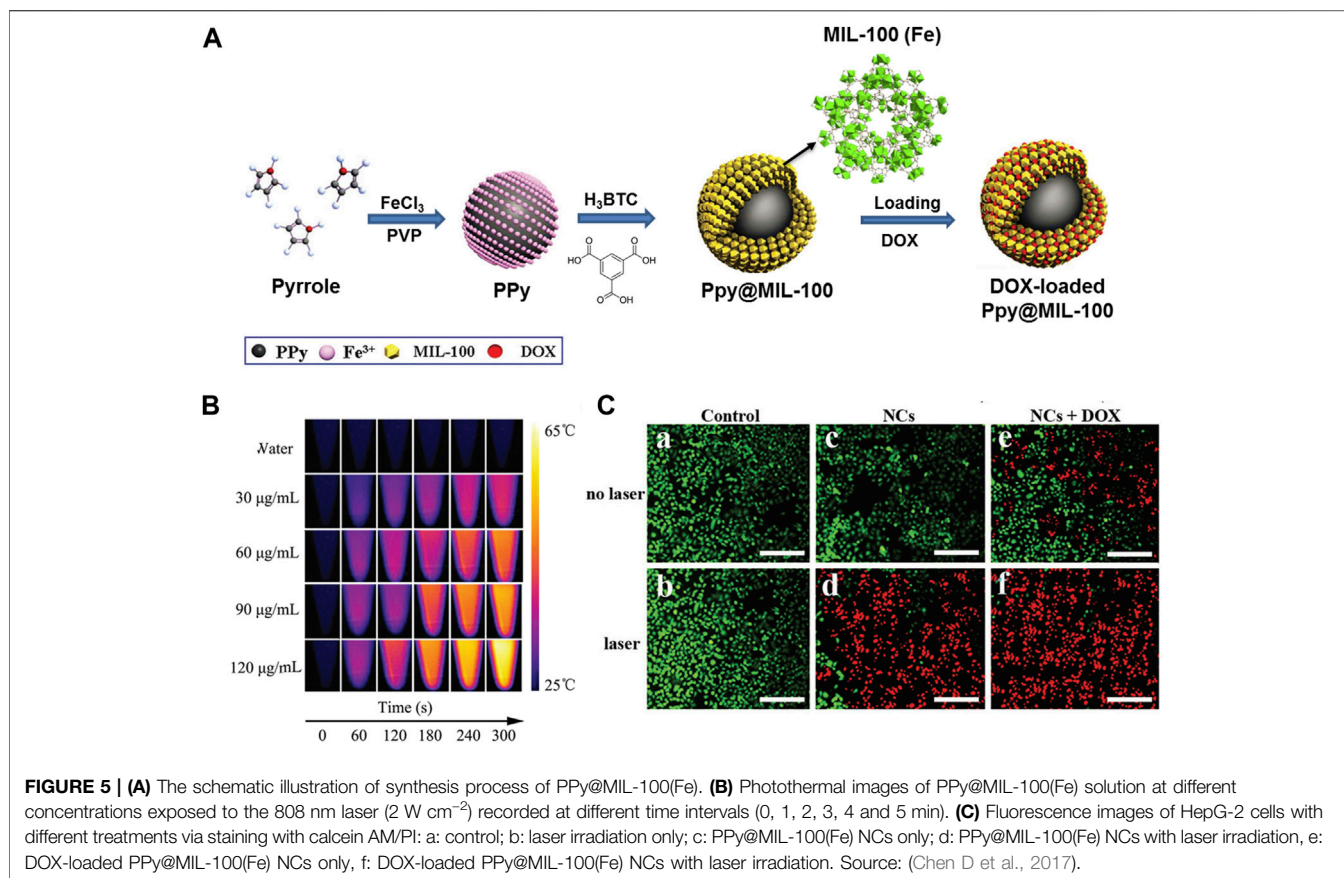 A
MIL-100 (Fe)
FeCl₃
PVP
H₃BTC
Loading
DOX
O
OH
HO
O
O
OH
Pyrrole
PPy
Ppy@MIL-100
DOX-loaded
Ppy@MIL-100
PPy Fe³⁺ MIL-100 DOX
B
Water
30 μg/mL
60 μg/mL
90 μg/mL
120 μg/mL
65℃
25℃
Time (s)
0 60 120 180 240 300
C
Control NCs NCs + DOX
no laser
a c e
laser
b d f
FIGURE 5 | (A) The schematic illustration of synthesis process of PPy@MIL-100(Fe). (B) Photothermal images of PPy@MIL-100(Fe) solution at different
concentrations exposed to the 808 nm laser (2 W cm⁻²) recorded at different time intervals (0, 1, 2, 3, 4 and 5 min). (C) Fluorescence images of HepG-2 cells with
different treatments via staining with calcein AM/PI: a: control; b: laser irradiation only; c: PPy@MIL-100(Fe) NCs only; d: PPy@MIL-100(Fe) NCs with laser irradiation, e:
DOX-loaded PPy@MIL-100(Fe) NCs only, f: DOX-loaded PPy@MIL-100(Fe) NCs with laser irradiation. Source: (Chen D et al., 2017).